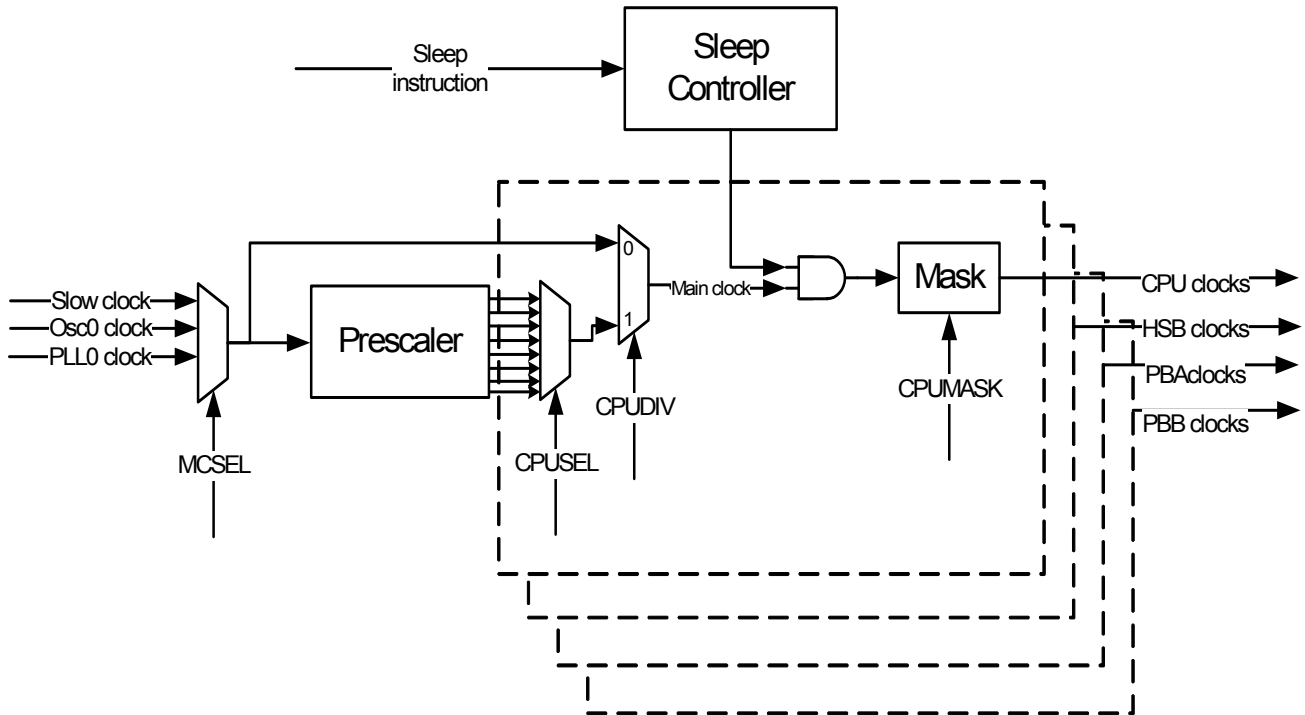 Sleep
Controller
Sleep
instruction
0
Main clock
Mask
CPU clocks
Slow clock
Osc0 clock
PLL0 clock
Prescaler
1
HSB clocks
PBAclocks
PBB clocks
CPUDIV
CPUMASK
MCSEL
CPUSEL